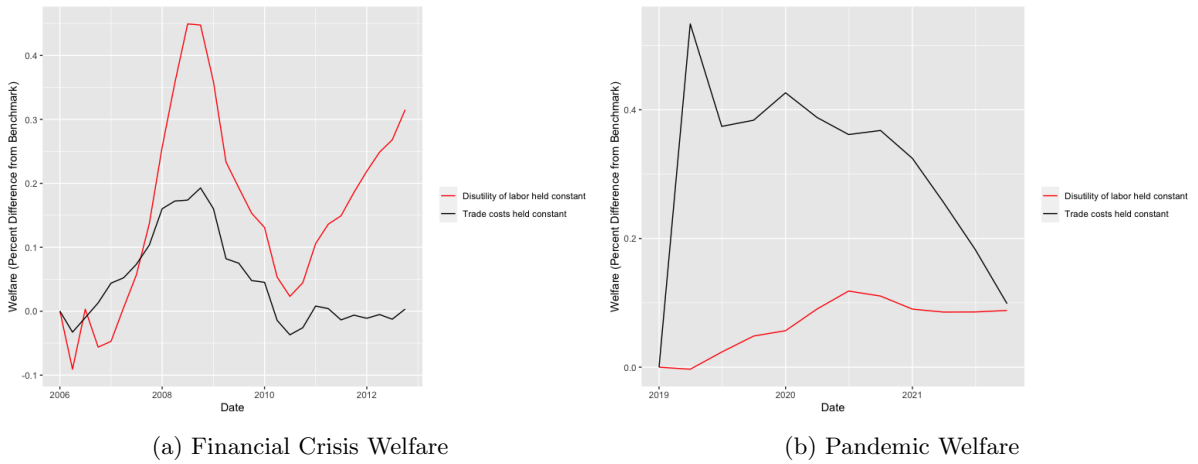 Welfare (Percent Difference from Benchmark)
0.4
0.3
0.2
0.1
0.0
-0.1
2006
2008
2010
2012
Date
Disutility of labor held constant
Trade costs held constant
(a) Financial Crisis Welfare
Welfare (Percent Difference from Benchmark)
0.4
0.2
0.0
2019
2020
2021
Date
Disutility of labor held constant
Trade costs held constant
(b) Pandemic Welfare